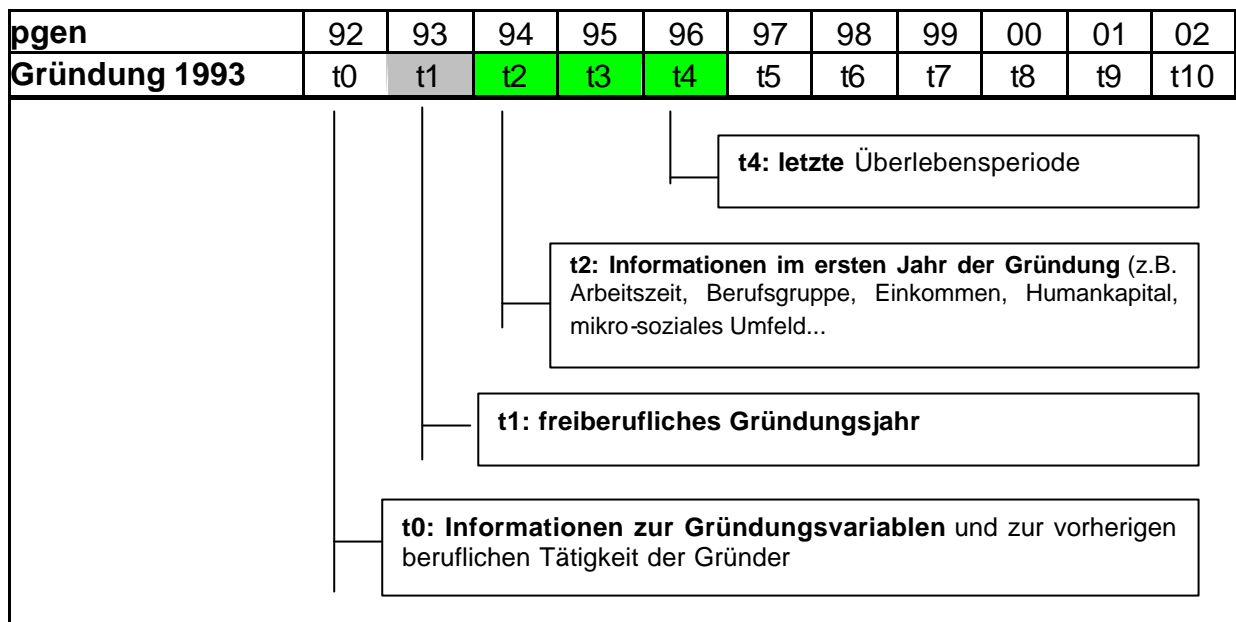 pgen 92 93 94 95 96 97 98 99 00 01 02
Gründung 1993 t0 t1 t2 t3 t4 t5 t6 t7 t8 t9 t10
t4: letzte Überlebensperiode
t2: Informationen im ersten Jahr der Gründung (z.B.
Arbeitszeit, Berufsgruppe, Einkommen, Humankapital,
mikro-soziales Umfeld...
t1: freiberufliches Gründungsjahr
t0: Informationen zur Gründungsvariablen und zur vorherigen
beruflichen Tätigkeit der Gründer